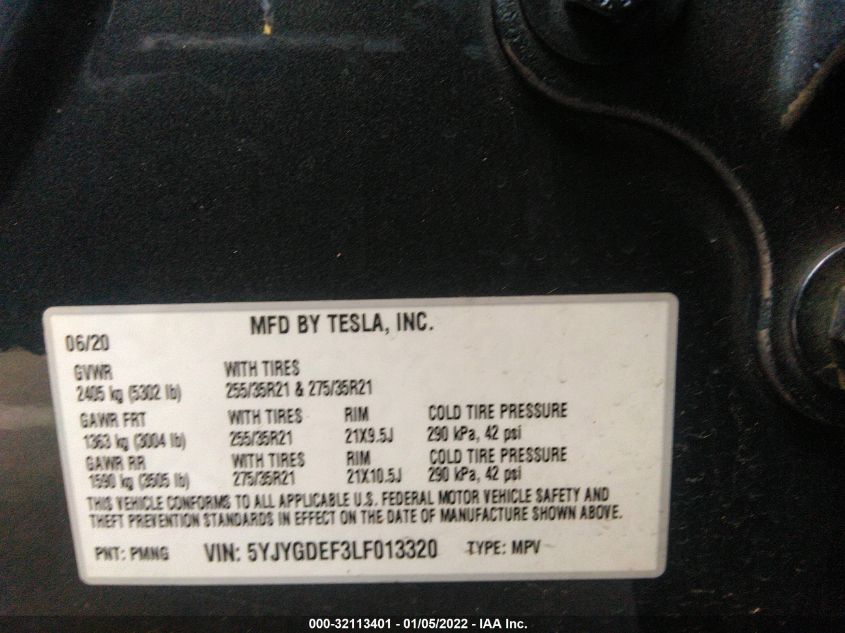 MFD BY TESLA, INC.
06/20
GVWR WITH TIRES
2405 kg (5302 lb) 255/35R21 & 275/35R21
GAWR FRT WITH TIRES RIM COLD TIRE PRESSURE
1363 kg (3004 lb) 255/35R21 21X9.5J 290 kPa, 42 psi
GAWR RR WITH TIRES RIM COLD TIRE PRESSURE
1590 kg (3505 lb) 275/35R21 21X10.5J 290 kPa, 42 psi
THIS VEHICLE CONFORMS TO ALL APPLICABLE U.S. FEDERAL MOTOR VEHICLE SAFETY AND
THEFT PREVENTION STANDARDS IN EFFECT ON THE DATE OF MANUFACTURE SHOWN ABOVE.
PNT: PMNG VIN: 5YJYGDEF3LF013320 TYPE: MPV
000-32113401 - 01/05/2022 - IAA Inc.